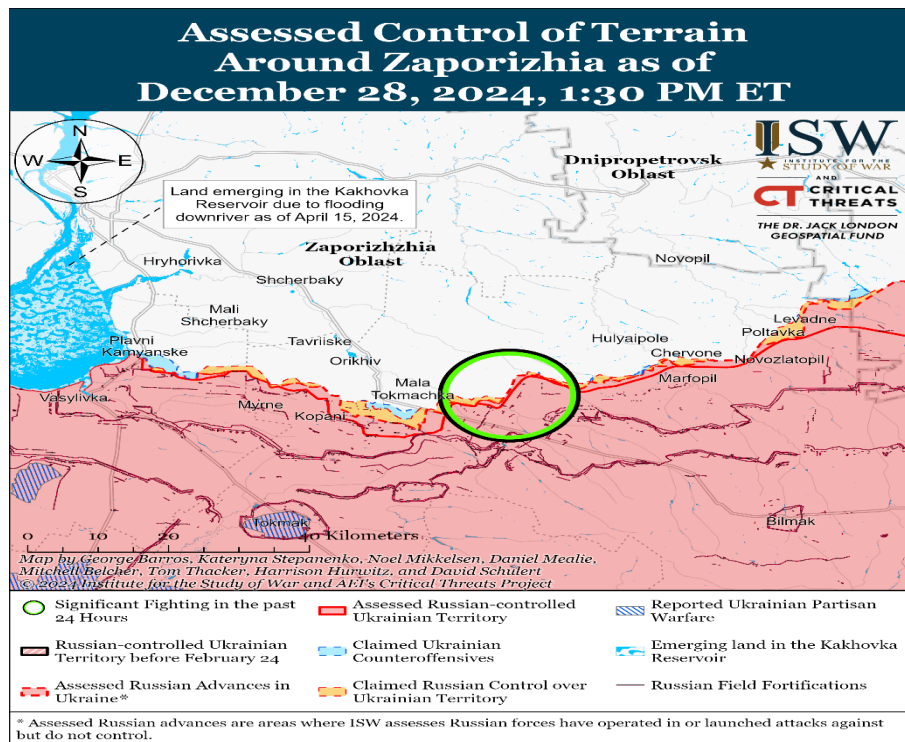 Assessed Control of Terrain
Around Zaporizhia as of
December 28, 2024, 1:30 PM ET
N
W E
S
ISW
INSTITUTE FOR THE
STUDY OF WAR
AND
CT CRITICAL
THREATS
THE DR. JACK LONDON
GEOSPATIAL FUND
Dnipropetrovsk
Oblast
Land emerging in the Kakhovka
Reservoir due to flooding
downriver as of April 15, 2024.
Zaporizhzhia
Oblast
Hryhorivka
Shcherbaky
Novopil
Mali
Shcherbaky
Levadne
Plavni
Kamyanske
Tavriiske
Orikhiv
Hulyaipole
Poltavka
Chervone
Novozlatopil
Mala
Tokmachka
Marfopil
Vasylivka
Myrne
Kopani
Tokmak
Bilmak
0 40 Kilometers
Map by George Barros, Kateryna Stepanenko, Noel Mikkelsen, Daniel Mealie,
Mitchell Belcher, Tom Thacker, Harrison Hurwitz, and David Schulert
© 2024 Institute for the Study of War and AEI's Critical Threats Project
Significant Fighting in the past
24 Hours
Assessed Russian-controlled
Ukrainian Territory
Reported Ukrainian Partisan
Warfare
Russian-controlled Ukrainian
Territory before February 24
Claimed Ukrainian
Counteroffensives
Emerging land in the Kakhovka
Reservoir
Assessed Russian Advances in
Ukraine*
Claimed Russian Control over
Ukrainian Territory
Russian Field Fortifications
* Assessed Russian advances are areas where ISW assesses Russian forces have operated in or launched attacks against
but do not control.